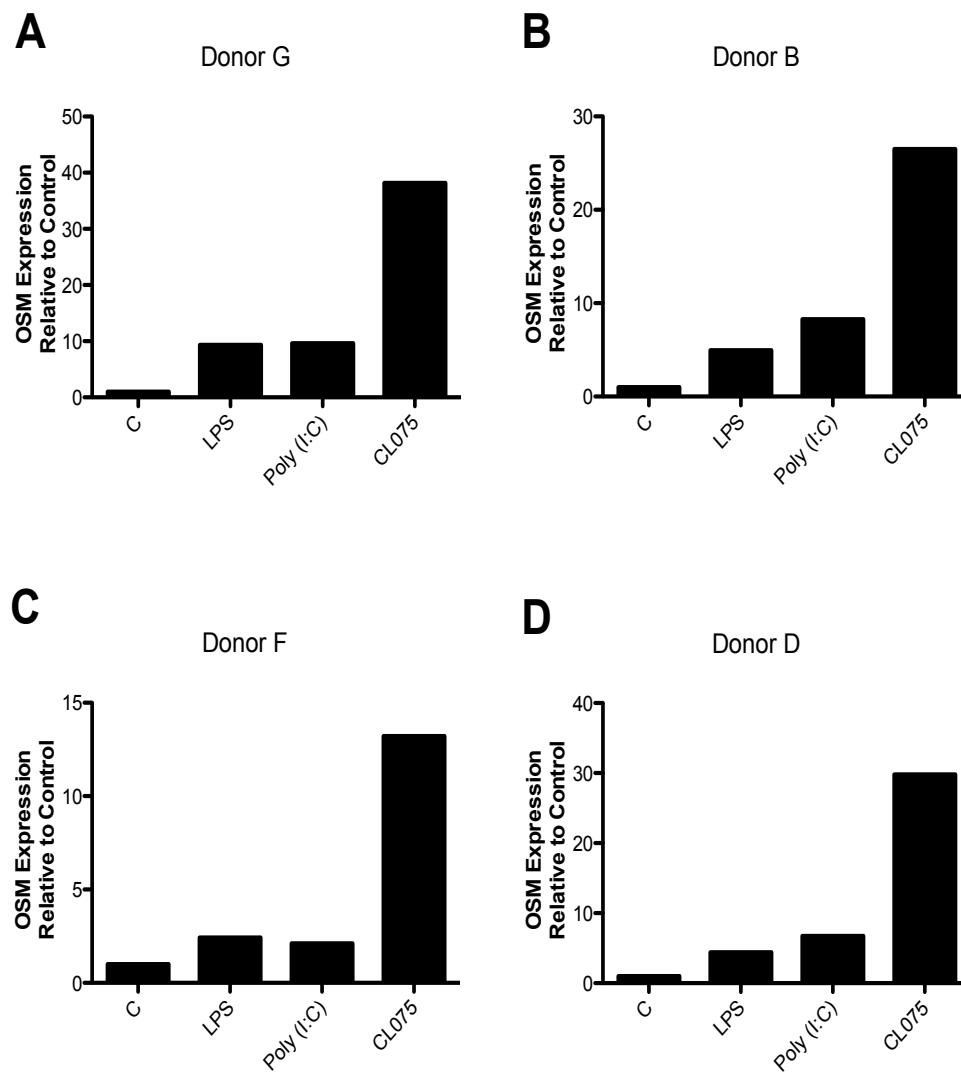 A
Donor G
OSM Expression
Relative to Control
50
40
30
20
10
0
C
LPS
Poly (I:C)
CL075
B
Donor B
OSM Expression
Relative to Control
30
20
10
0
C
LPS
Poly (I:C)
CL075
C
Donor F
OSM Expression
Relative to Control
15
10
5
0
C
LPS
Poly (I:C)
CL075
D
Donor D
OSM Expression
Relative to Control
40
30
20
10
0
C
LPS
Poly (I:C)
CL075